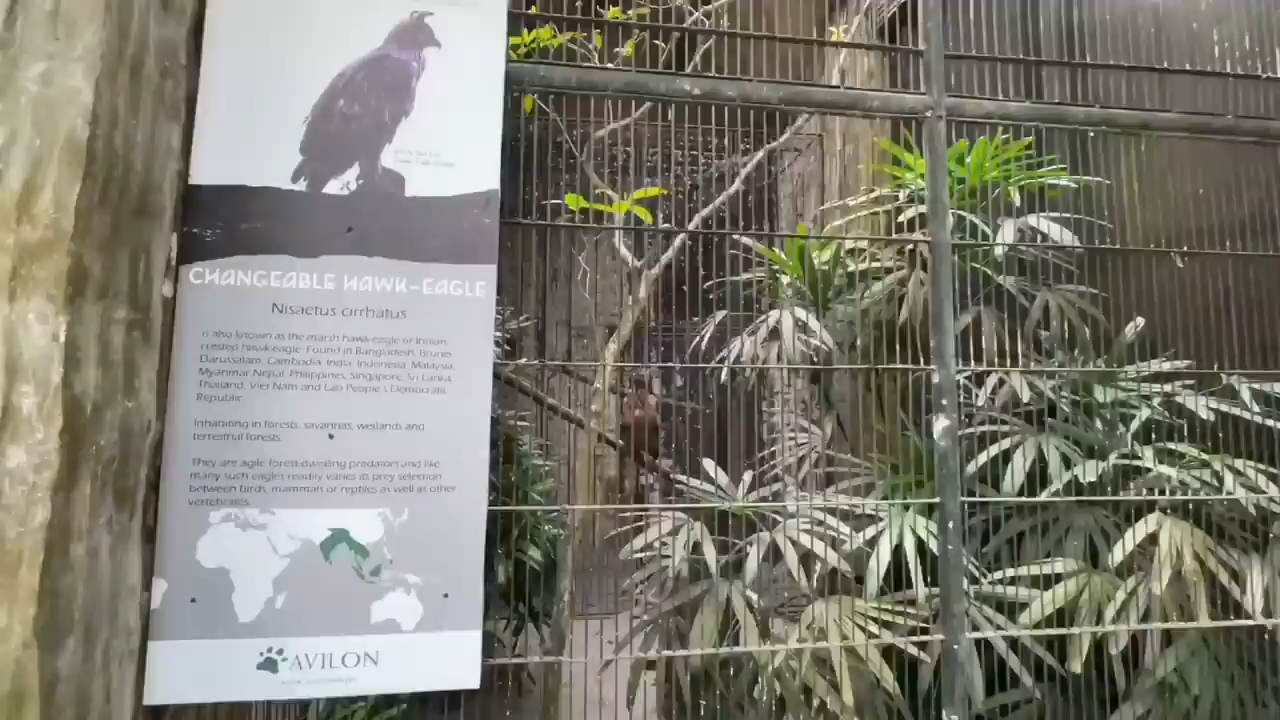 CHANGEABLE HAWK-EAGLE
Nisaetus cirrhatus
is also known as the marsh hawk-eagle or Indian
crested hawk-eagle. Found in Bangladesh, Brunei
Darussalam, Cambodia, India, Indonesia, Malaysia,
Myanmar, Nepal, Philippines, Singapore, Sri Lanka,
Thailand, Viet Nam and Lao People's Democratic
Republic.
Inhabiting in forests, savannas, wetlands and
terrestrial forests.
They are agile forest-dwelling predators and like
many such eagles readily varies its prey selection
between birds, mammals or reptiles as well as other
vertebrates.
AVILON